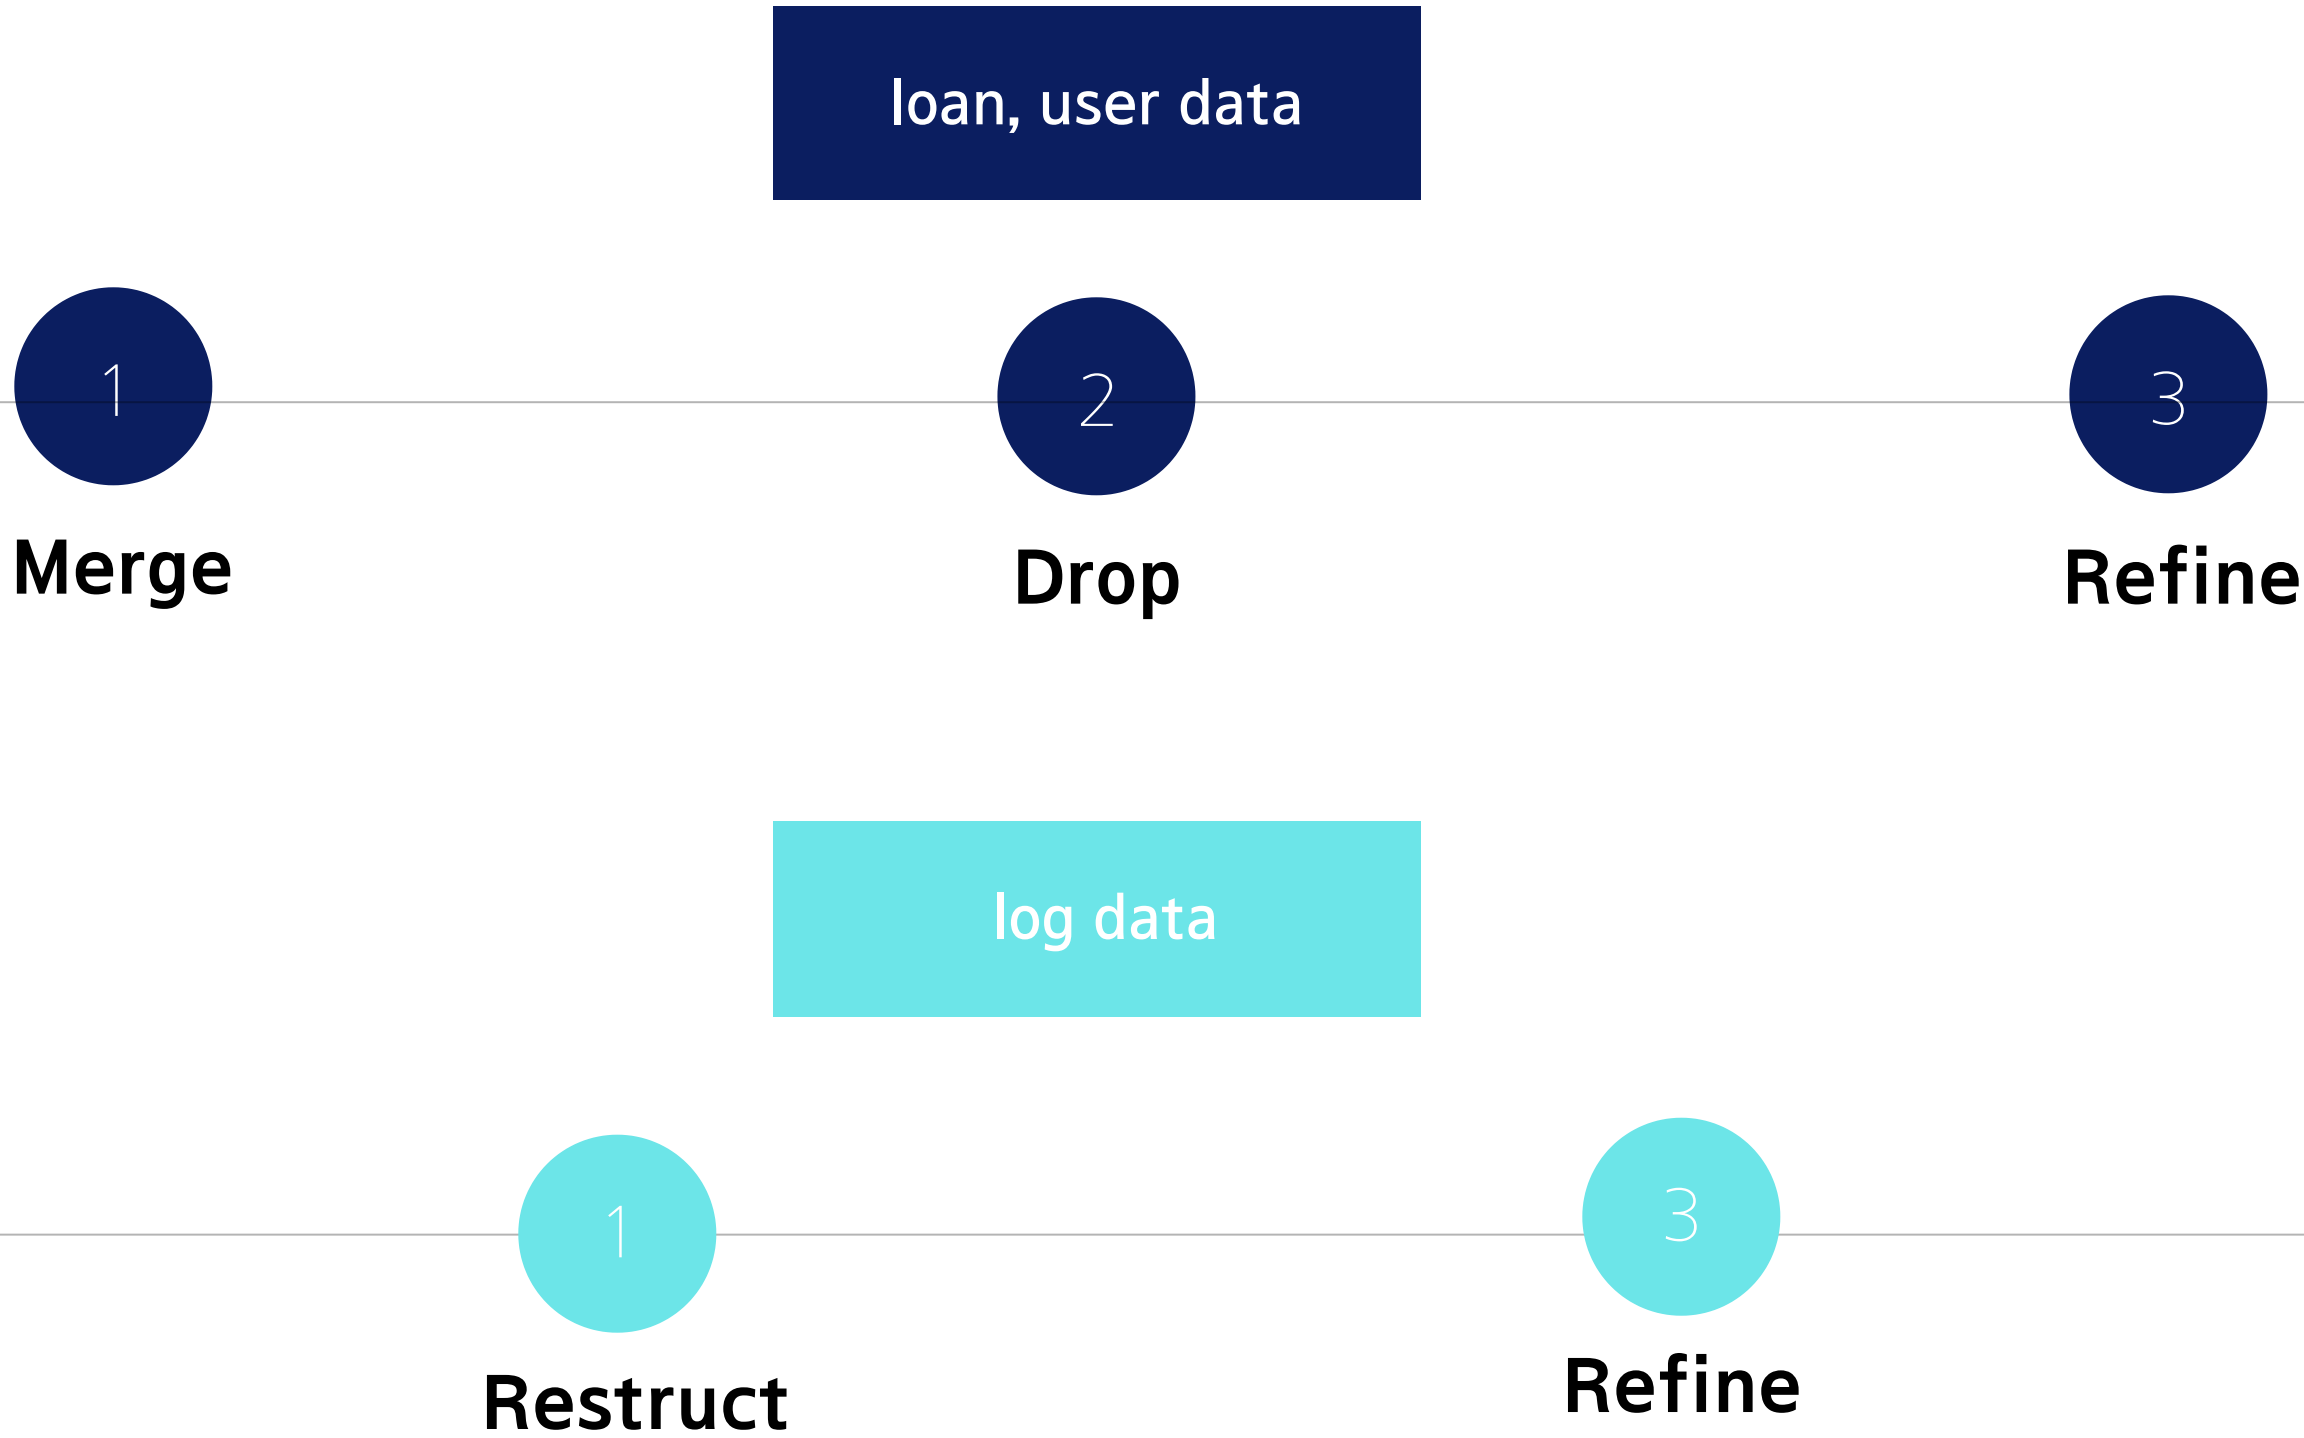 loan, user data
1
2
3
Merge
Drop
Refine
log data
1
3
Restruct
Refine